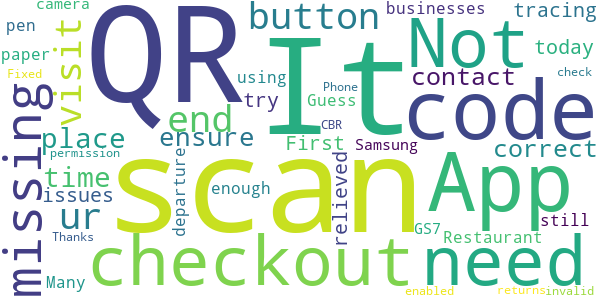 camera
pen
paper
Fixed
visit
QR
It
button
businesses
tracing
Not
today
contact
check
using
Phone
try
Guess
code
missing
end
CBR
ensure
First
Samsung
correct
place
permission
time
issues
ur
Thanks
Many
departure
scan
enough
relieved
App
still
GS7
Restaurant
checkout
need
enabled
returns
invalid